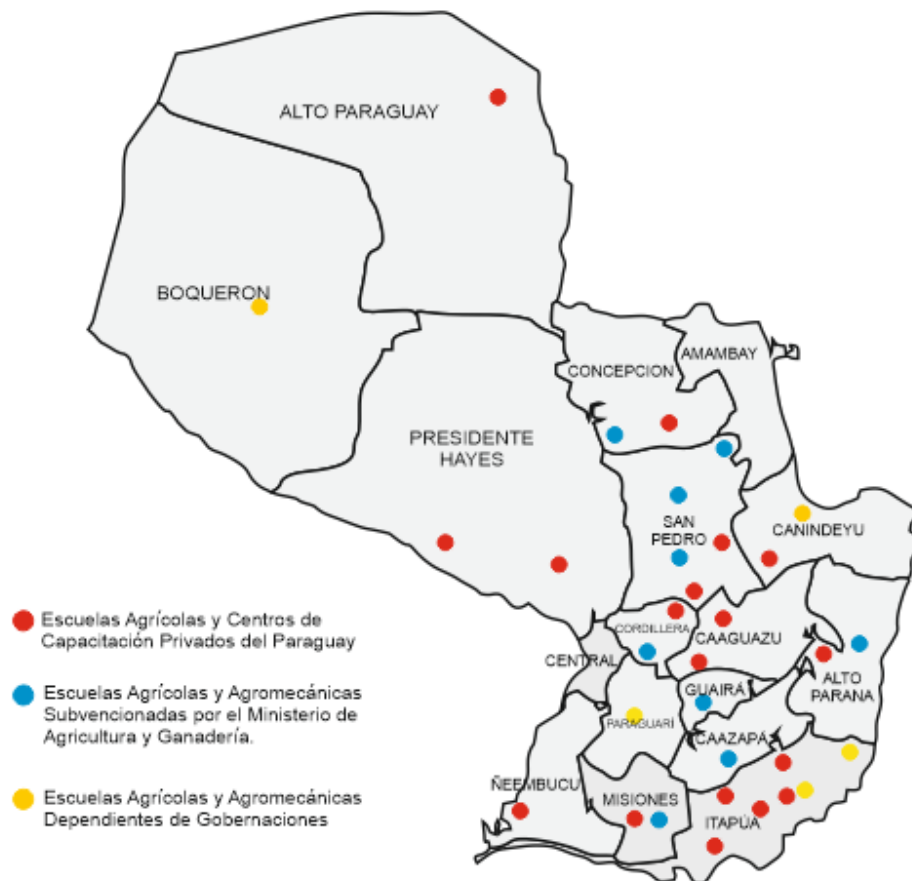 ALTO PARAGUAY
BOQUERON
AMAMBAY
CONCEPCION
PRESIDENTE
HAYES
SAN
PEDRO
CANINDEYU
Escuelas Agrícolas y Centros de
Capacitación Privados del Paraguay
CORDILLERA
CAAGUAZU
CENTRAL
ALTO
PARANA
Escuelas Agrícolas y Agromecánicas
Subvencionadas por el Ministerio de
Agricultura y Ganadería.
GUAIRÁ
PARAGUARÍ
CAAZAPÁ
ÑEEMBUCU
MISIONES
ITAPÚA
Escuelas Agrícolas y Agromecánicas
Dependientes de Gobernaciones